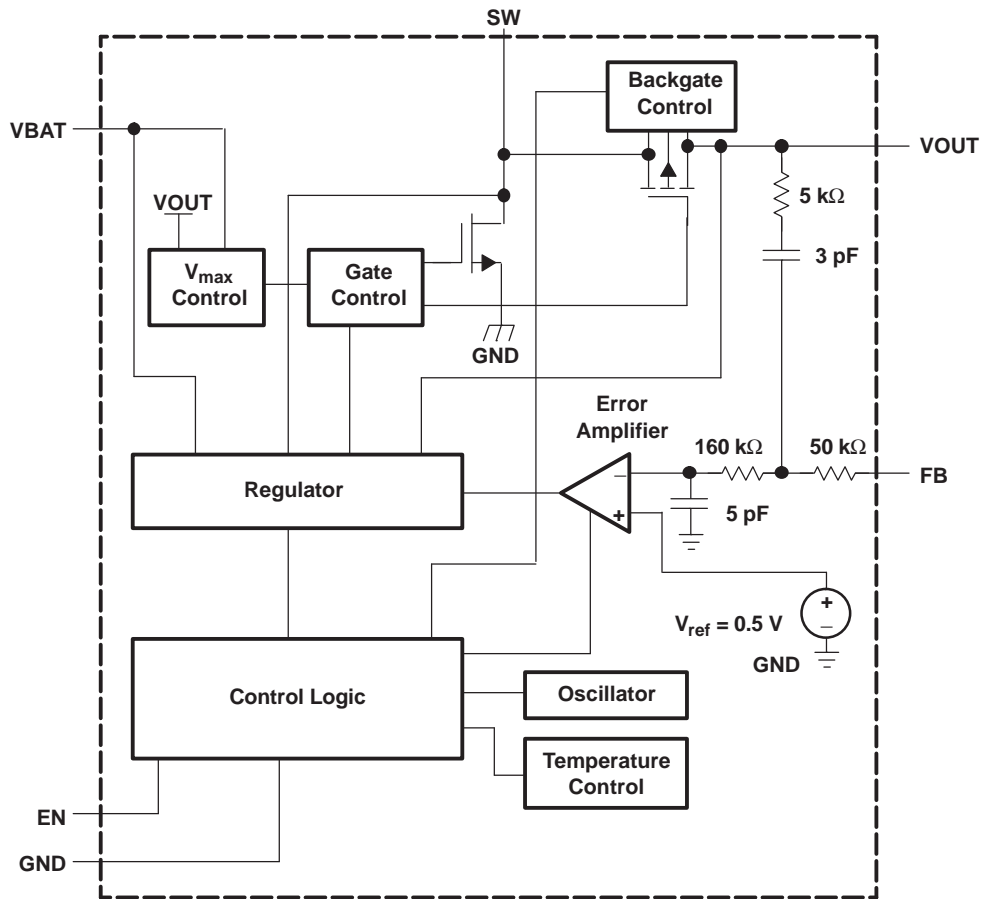 SW
Backgate
Control
VBAT
VOUT
VOUT
5 kΩ
3 pF
Vmax
Control
Gate
Control
GND
Error
Amplifier
160 kΩ
50 kΩ
FB
Regulator
−
+
5 pF
Vref = 0.5 V
+
−
GND
Control Logic
Oscillator
Temperature
Control
EN
GND